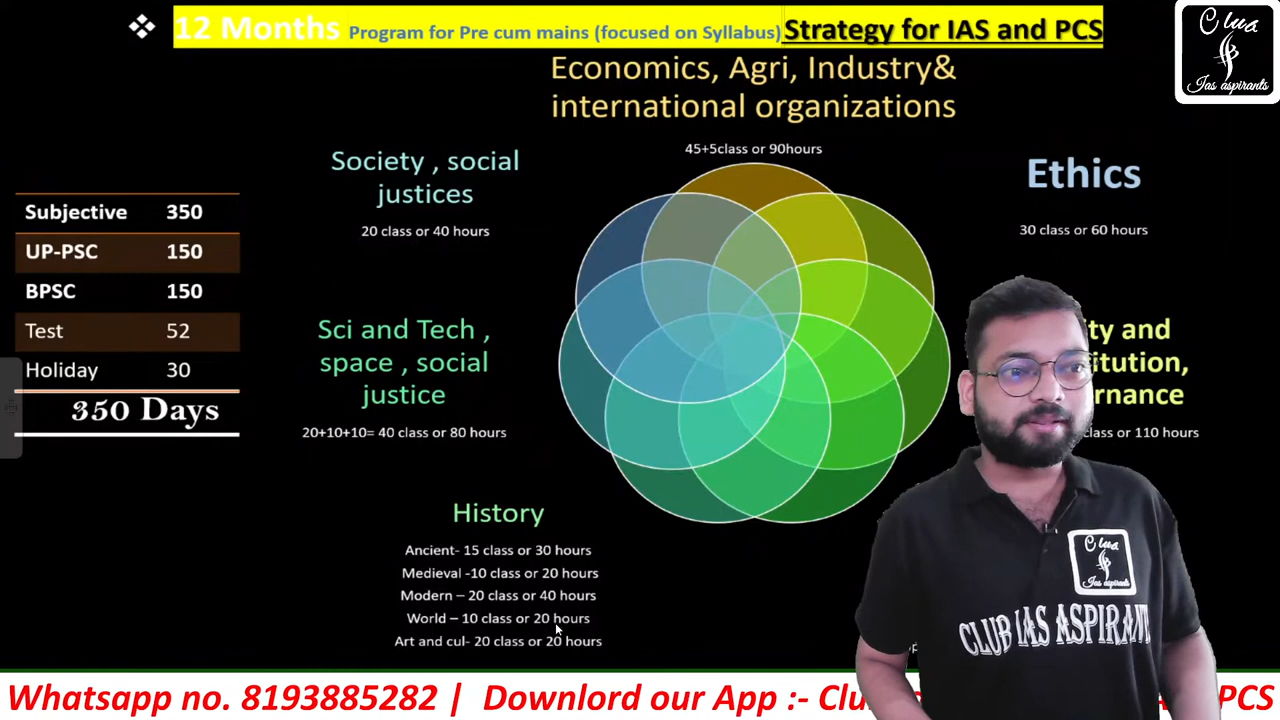 ❖ 12 Months Program for Pre cum mains (focused on Syllabus) Strategy for IAS and PCS
Clua
Ias aspirants
Economics, Agri, Industry&
international organizations
45+5class or 90hours
Society , social
justices
20 class or 40 hours
Ethics
30 class or 60 hours
Subjective 350
UP-PSC 150
BPSC 150
Test 52
Holiday 30
350 Days
Sci and Tech ,
space , social
justice
20+10+10= 40 class or 80 hours
and
class or 110 hours
History
Ancient- 15 class or 30 hours
Medieval -10 class or 20 hours
Modern – 20 class or 40 hours
World – 10 class or 20 hours
Art and cul- 20 class or 20 hours
Clua
Ias aspirants
CLUB IAS ASPIRANT
Whatsapp no. 8193885282 | Downlord our App :- PCS